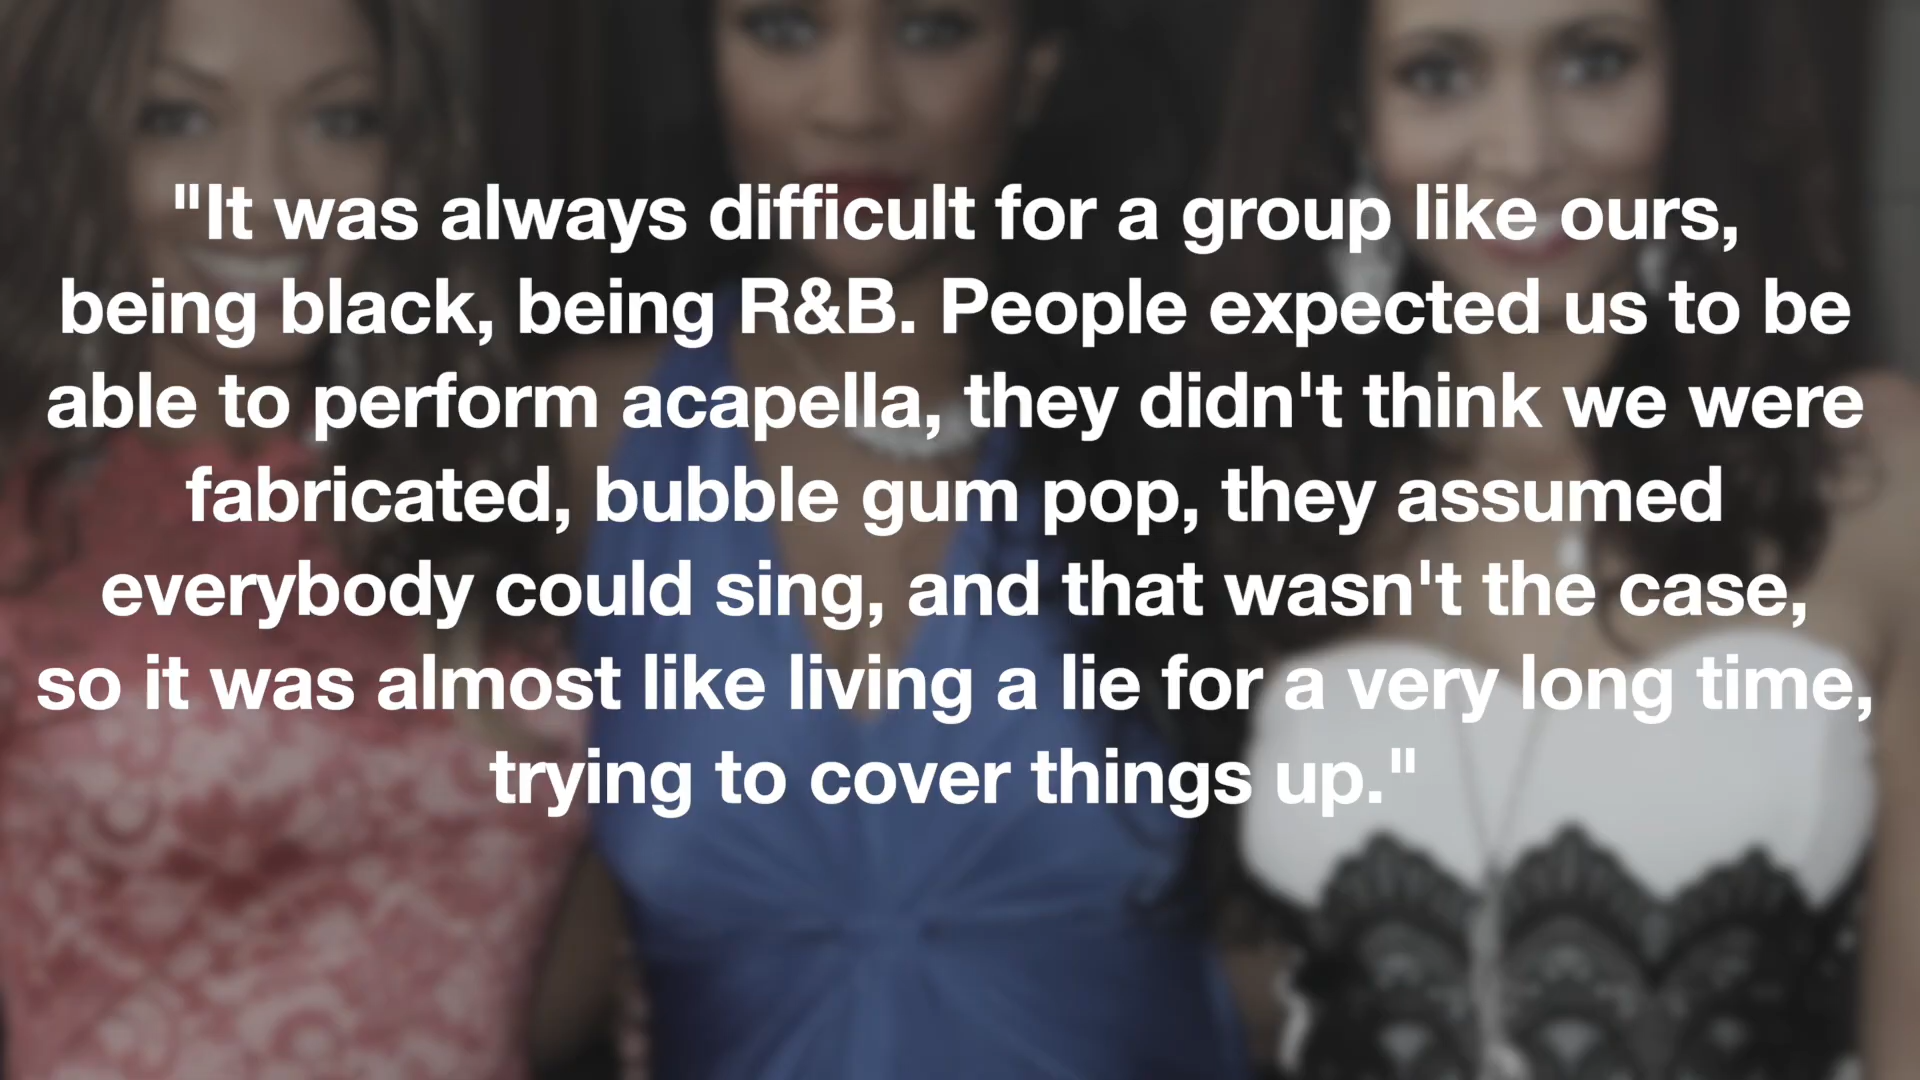 "It was always difficult for a group like ours,
being black, being R&B. People expected us to be
able to perform acapella, they didn't think we were
fabricated, bubble gum pop, they assumed
everybody could sing, and that wasn't the case,
so it was almost like living a lie for a very long time,
trying to cover things up."